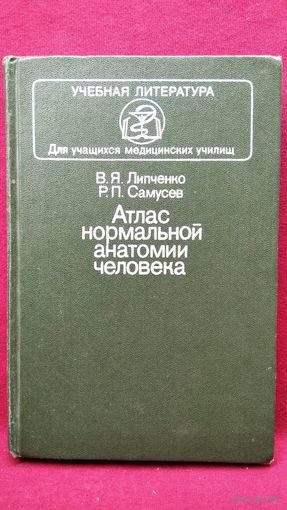 УЧЕБНАЯ ЛИТЕРАТУРА
Для учащихся медицинских училищ
В.Я. Липченко
Р.П. Самусев
Атлас
нормальной
анатомии
человека